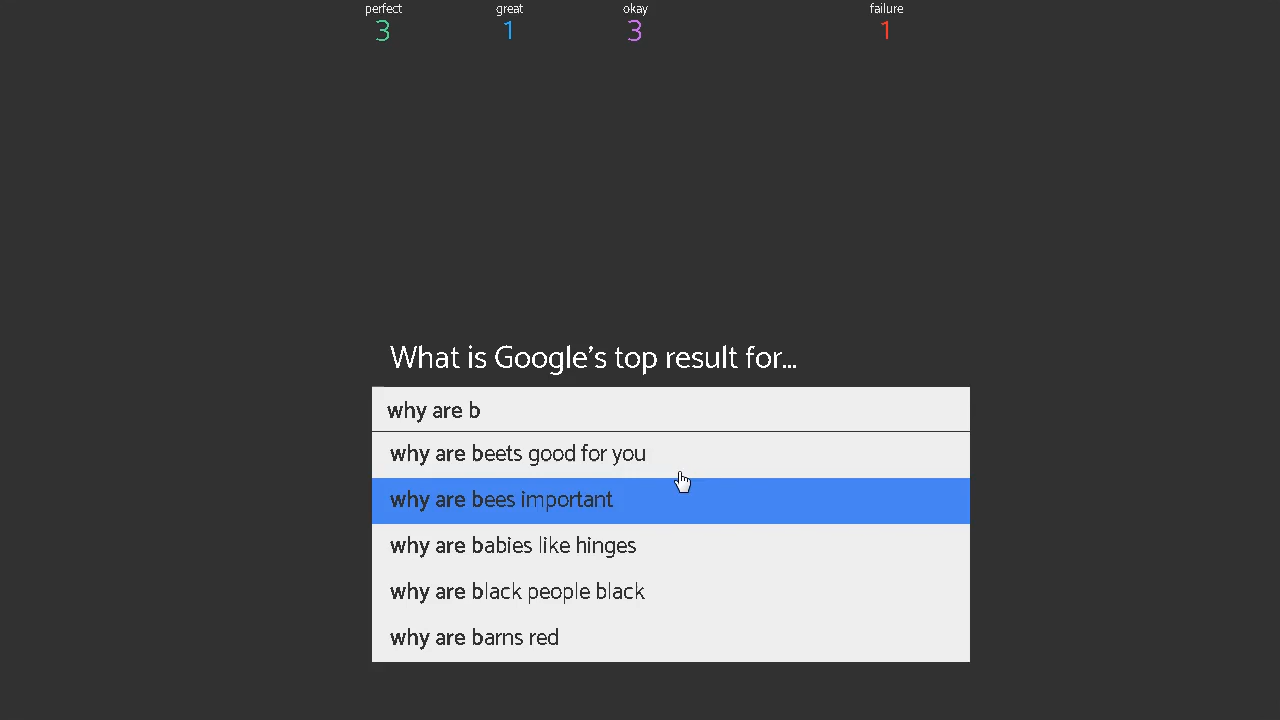 perfect great okay failure
3 1 3 1
What is Google's top result for...
why are b
why are beets good for you
why are bees important
why are babies like hinges
why are black people black
why are barns red